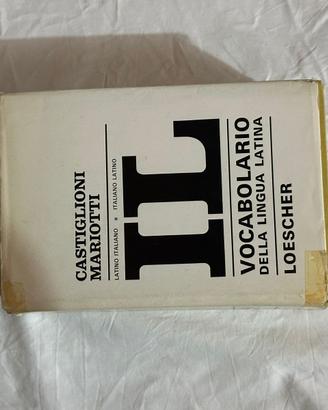 CASTIGLIONI
MARIOTTI
LATINO ITALIANO ■ ITALIANO LATINO
IL
VOCABOLARIO
DELLA LINGUA LATINA
LOESCHER